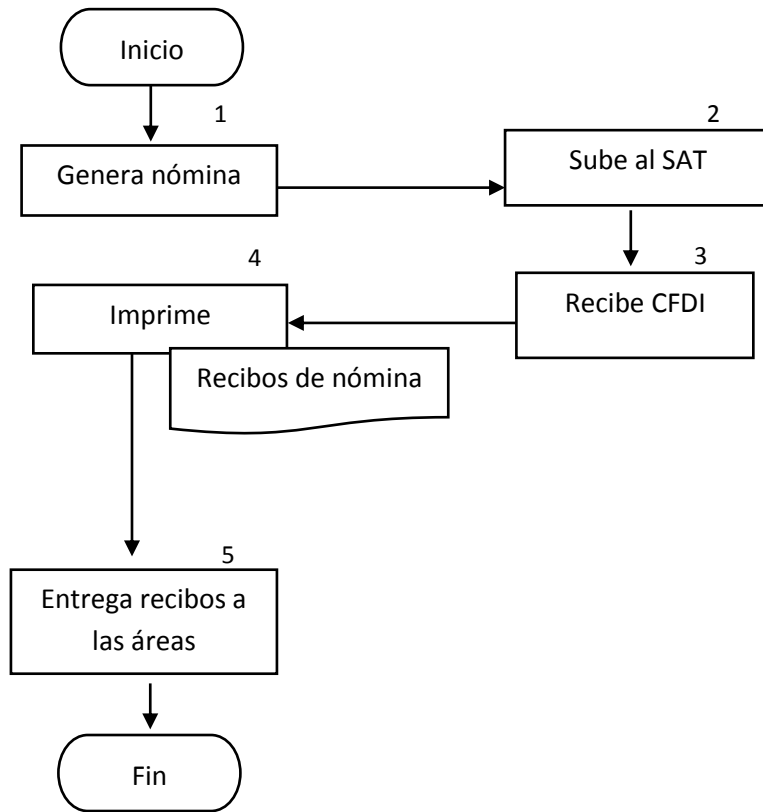 Inicio
1
Genera nómina
2
Sube al SAT
3
Recibe CFDI
4
Imprime
Recibos de nómina
5
Entrega recibos a
las áreas
Fin